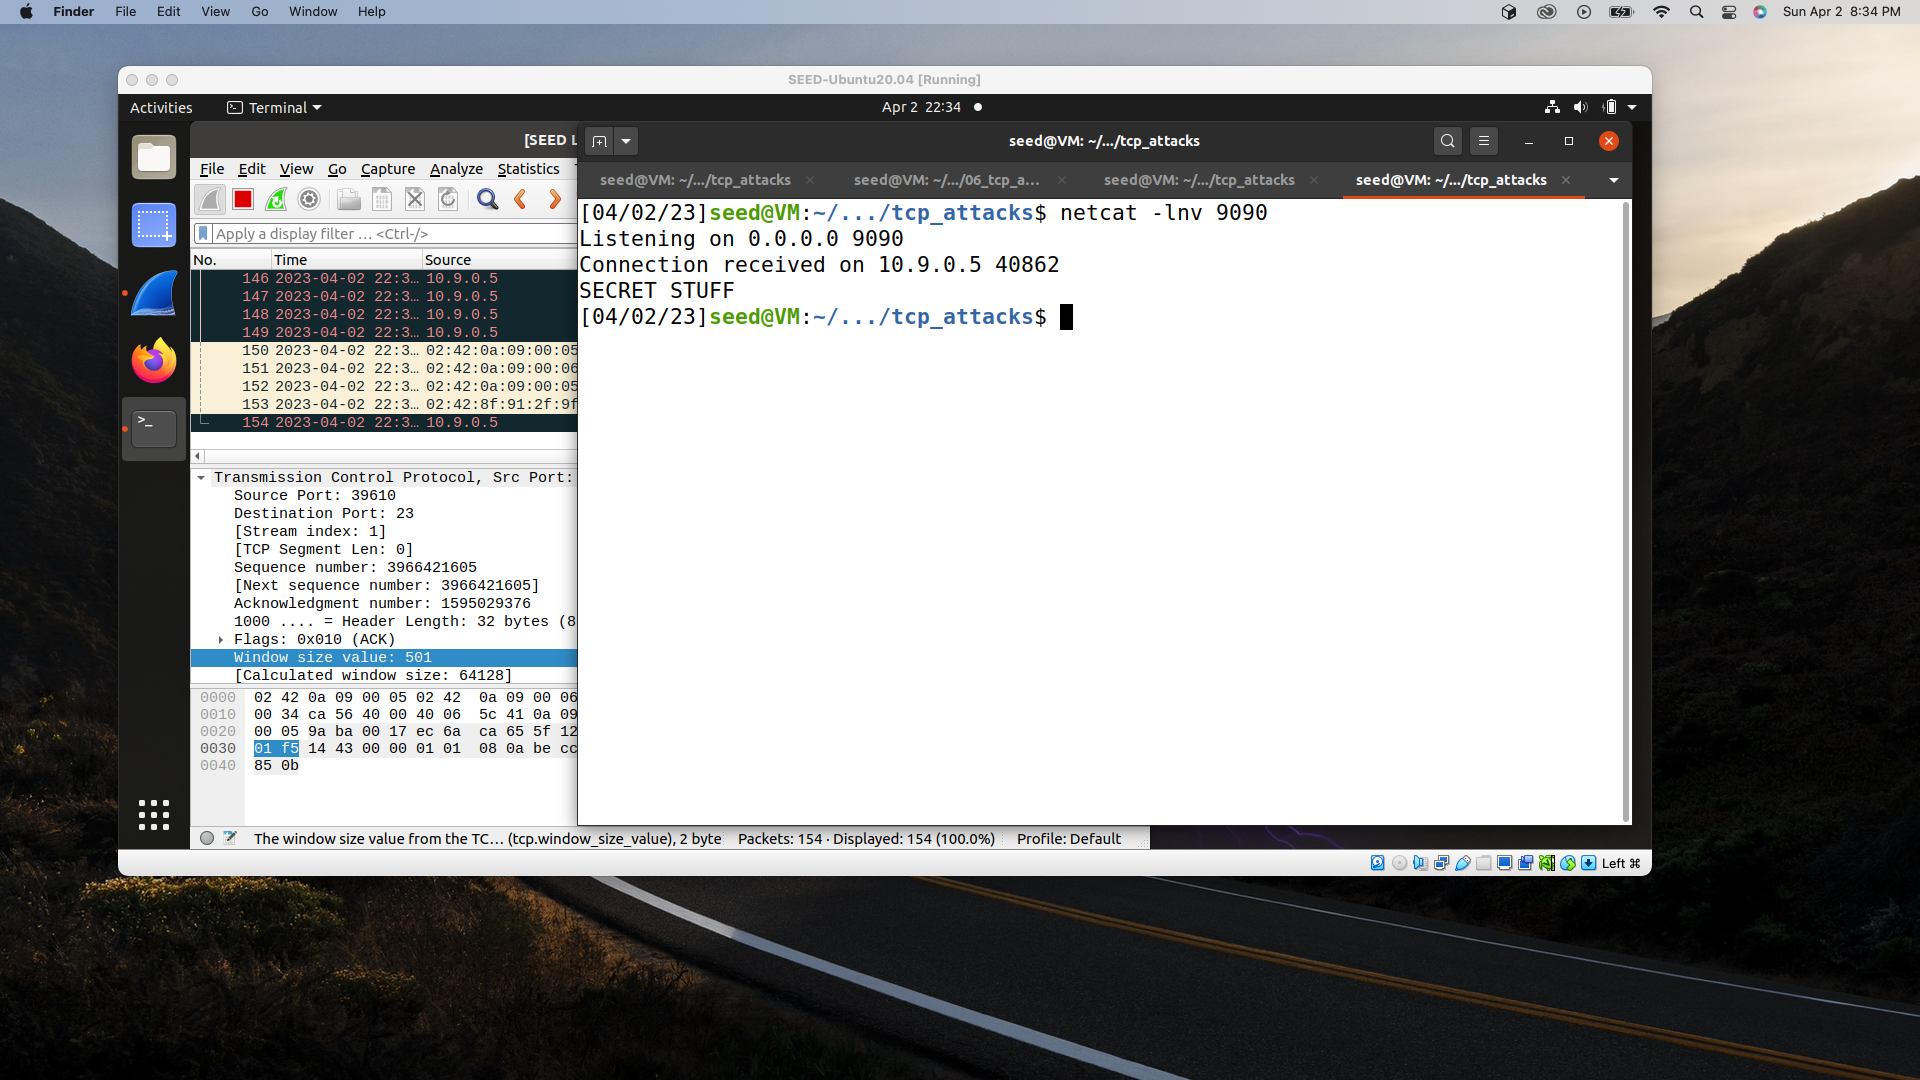 Finder File Edit View Go Window Help
Sun Apr 2 8:34 PM
SEED-Ubuntu20.04 [Running]
Activities
Terminal
Apr 2 22:34
[SEED L
File Edit View Go Capture Analyze Statistics
Apply a display filter … <Ctrl-/>
No. Time Source
146 2023-04-02 22:3… 10.9.0.5
147 2023-04-02 22:3… 10.9.0.5
148 2023-04-02 22:3… 10.9.0.5
149 2023-04-02 22:3… 10.9.0.5
150 2023-04-02 22:3… 02:42:0a:09:00:05
151 2023-04-02 22:3… 02:42:0a:09:00:06
152 2023-04-02 22:3… 02:42:0a:09:00:05
153 2023-04-02 22:3… 02:42:8f:91:2f:9f
154 2023-04-02 22:3… 10.9.0.5
Transmission Control Protocol, Src Port:
Source Port: 39610
Destination Port: 23
[Stream index: 1]
[TCP Segment Len: 0]
Sequence number: 3966421605
[Next sequence number: 3966421605]
Acknowledgment number: 1595029376
1000 .... = Header Length: 32 bytes (8
Flags: 0x010 (ACK)
Window size value: 501
[Calculated window size: 64128]
0000 02 42 0a 09 00 05 02 42 0a 09 00 06
0010 00 34 ca 56 40 00 40 06 5c 41 0a 09
0020 00 05 9a ba 00 17 ec 6a ca 65 5f 12
0030 01 f5 14 43 00 00 01 01 08 0a be cc
0040 85 0b
The window size value from the TC… (tcp.window_size_value), 2 byte
Packets: 154 · Displayed: 154 (100.0%)
Profile: Default
seed@VM: ~/.../tcp_attacks
seed@VM: ~/.../tcp_attacks
seed@VM: ~/.../06_tcp_a...
seed@VM: ~/.../tcp_attacks
seed@VM: ~/.../tcp_attacks
[04/02/23]seed@VM:~/.../tcp_attacks$ netcat -lnv 9090
Listening on 0.0.0.0 9090
Connection received on 10.9.0.5 40862
SECRET STUFF
[04/02/23]seed@VM:~/.../tcp_attacks$
Left ⌘